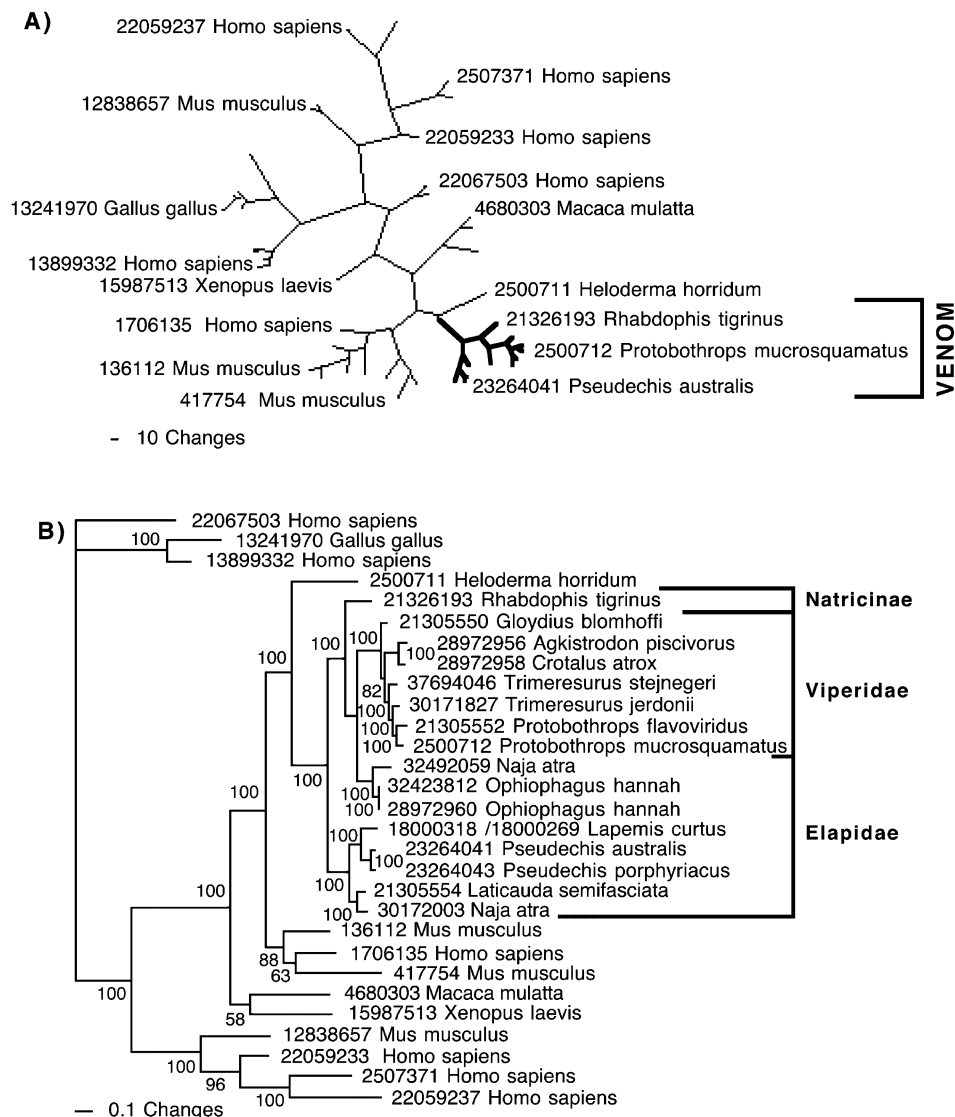 A)
22059237 Homo sapiens
2507371 Homo sapiens
12838657 Mus musculus
22059233 Homo sapiens
22067503 Homo sapiens
13241970 Gallus gallus
4680303 Macaca mulatta
13899332 Homo sapiens
15987513 Xenopus laevis
2500711 Heloderma horridum
1706135 Homo sapiens
21326193 Rhabdophis tigrinus
2500712 Protobothrops mucrosquamatus
136112 Mus musculus
23264041 Pseudechis australis
417754 Mus musculus
VENOM
10 Changes
B)
22067503 Homo sapiens
100
13241970 Gallus gallus
13899332 Homo sapiens
2500711 Heloderma horridum
21326193 Rhabdophis tigrinus
Natricinae
21305550 Gloydius blomhoffi
100
100
28972956 Agkistrodon piscivorus
100
28972958 Crotalus atrox
100
37694046 Trimeresurus stejnegeri
82
Viperidae
30171827 Trimeresurus jerdonii
100
21305552 Protobothrops flavoviridus
100
2500712 Protobothrops mucrosquamatus
100
32492059 Naja atra
100
32423812 Ophiophagus hannah
100
100
28972960 Ophiophagus hannah
100
18000318 /18000269 Lapemis curtus
100
Elapidae
23264041 Pseudechis australis
100
23264043 Pseudechis porphyriacus
100
21305554 Laticauda semifasciata
100
30172003 Naja atra
100
136112 Mus musculus
1706135 Homo sapiens
88
417754 Mus musculus
63
4680303 Macaca mulatta
100
15987513 Xenopus laevis
58
12838657 Mus musculus
22059233 Homo sapiens
100
2507371 Homo sapiens
96
22059237 Homo sapiens
100
0.1 Changes